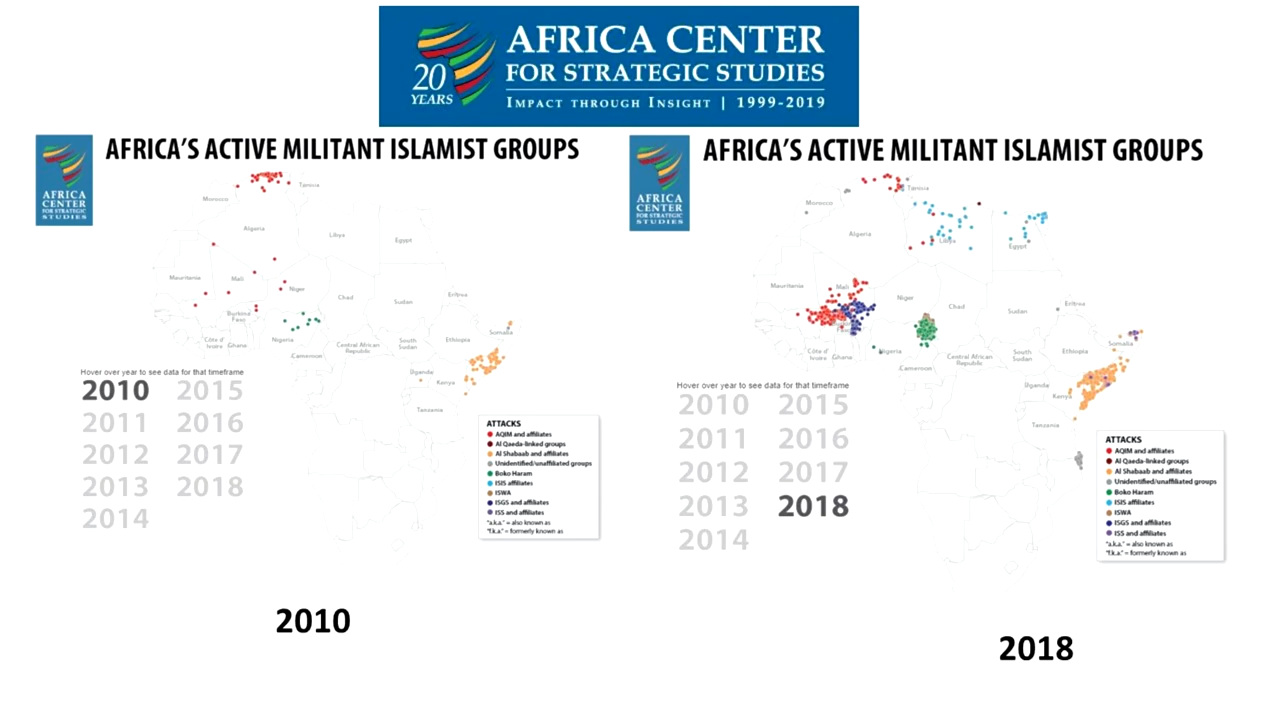 AFRICA CENTER
FOR STRATEGIC STUDIES
20
YEARS
IMPACT THROUGH INSIGHT | 1999-2019
AFRICA
CENTER
FOR STRATEGIC
STUDIES
AFRICA'S ACTIVE MILITANT ISLAMIST GROUPS
Tunisia
Morocco
Algeria
Libya
Egypt
Mauritania
Mali
Niger
Chad
Sudan
Eritrea
Burkina
Faso
Côte d'
Ivoire
Ghana
Nigeria
Cameroon
Central African
Republic
South
Sudan
Ethiopia
Somalia
Uganda
Kenya
Tanzania
Hover over year to see data for that timeframe
2010 2015
2011 2016
2012 2017
2013 2018
2014
ATTACKS
AQIM and affiliates
Al Qaeda-linked groups
Al Shabaab and affiliates
Unidentified/unaffiliated groups
Boko Haram
ISIS affiliates
ISWA
ISGS and affiliates
ISS and affiliates
"a.k.a." = also known as
"f.k.a." = formerly known as
2010
AFRICA
CENTER
FOR STRATEGIC
STUDIES
AFRICA'S ACTIVE MILITANT ISLAMIST GROUPS
Tunisia
Morocco
Algeria
Libya
Egypt
Mauritania
Mali
Niger
Chad
Sudan
Eritrea
Côte d'
Ivoire
Ghana
Nigeria
Cameroon
Central African
Republic
South
Sudan
Ethiopia
Somalia
Uganda
Kenya
Tanzania
Hover over year to see data for that timeframe
2010 2015
2011 2016
2012 2017
2013 2018
2014
ATTACKS
AQIM and affiliates
Al Qaeda-linked groups
Al Shabaab and affiliates
Unidentified/unaffiliated groups
Boko Haram
ISIS affiliates
ISWA
ISGS and affiliates
ISS and affiliates
"a.k.a." = also known as
"f.k.a." = formerly known as
2018